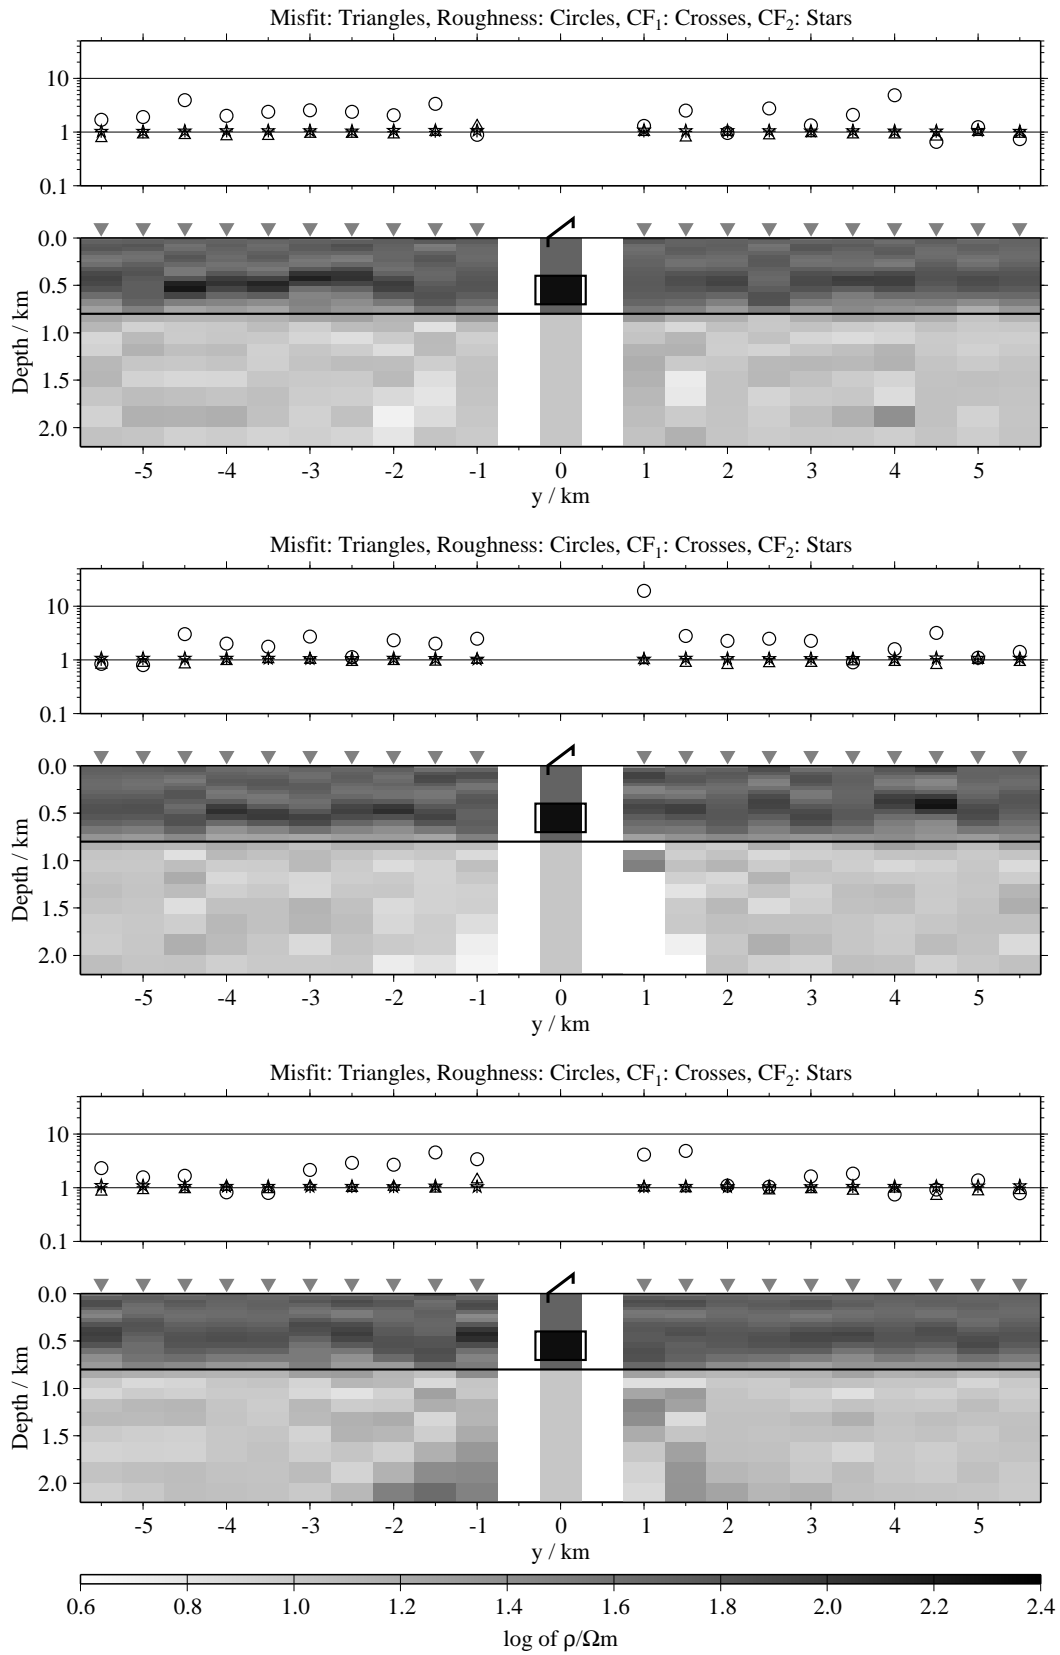 Misfit: Triangles, Roughness: Circles, CF1: Crosses, CF2: Stars
10
1
0.1
0.0
0.5
1.0
1.5
2.0
Depth / km
-5 -4 -3 -2 -1 0 1 2 3 4 5
y / km
Misfit: Triangles, Roughness: Circles, CF1: Crosses, CF2: Stars
10
1
0.1
0.0
0.5
1.0
1.5
2.0
Depth / km
-5 -4 -3 -2 -1 0 1 2 3 4 5
y / km
Misfit: Triangles, Roughness: Circles, CF1: Crosses, CF2: Stars
10
1
0.1
0.0
0.5
1.0
1.5
2.0
Depth / km
-5 -4 -3 -2 -1 0 1 2 3 4 5
y / km
0.6 0.8 1.0 1.2 1.4 1.6 1.8 2.0 2.2 2.4
log of ρ/Ωm